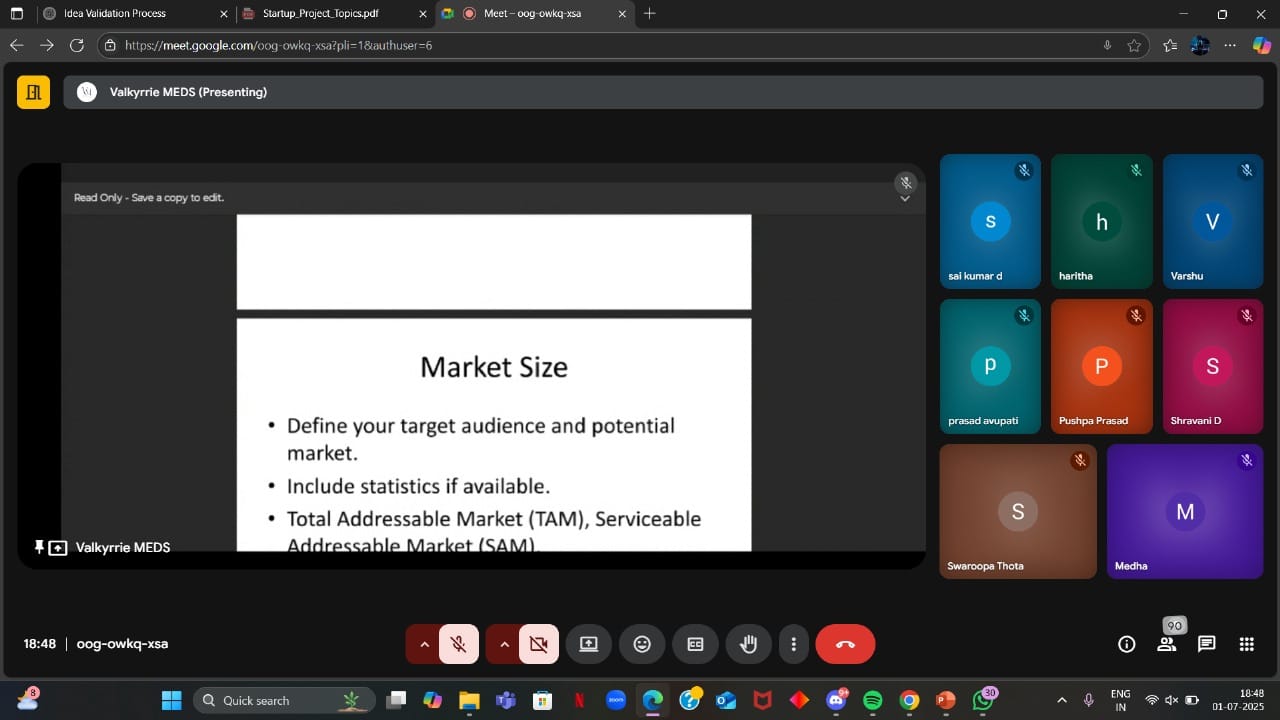 Idea Validation Process
Startup_Project_Topics.pdf
Meet – oog-owkq-xsa
https://meet.google.com/oog-owkq-xsa?pli=1&authuser=6
Valkyrrie MEDS (Presenting)
Read Only - Save a copy to edit.
Market Size
• Define your target audience and potential
market.
• Include statistics if available.
• Total Addressable Market (TAM), Serviceable
Addressable Market (SAM).
Valkyrrie MEDS
s
sai kumar d
h
haritha
V
Varshu
p
prasad avupati
P
Pushpa Prasad
S
Shravani D
S
Swaroopa Thota
M
Medha
18:48 | oog-owkq-xsa
90
8
Quick search
zoom
9+
30
ENG
IN
18:48
01-07-2025